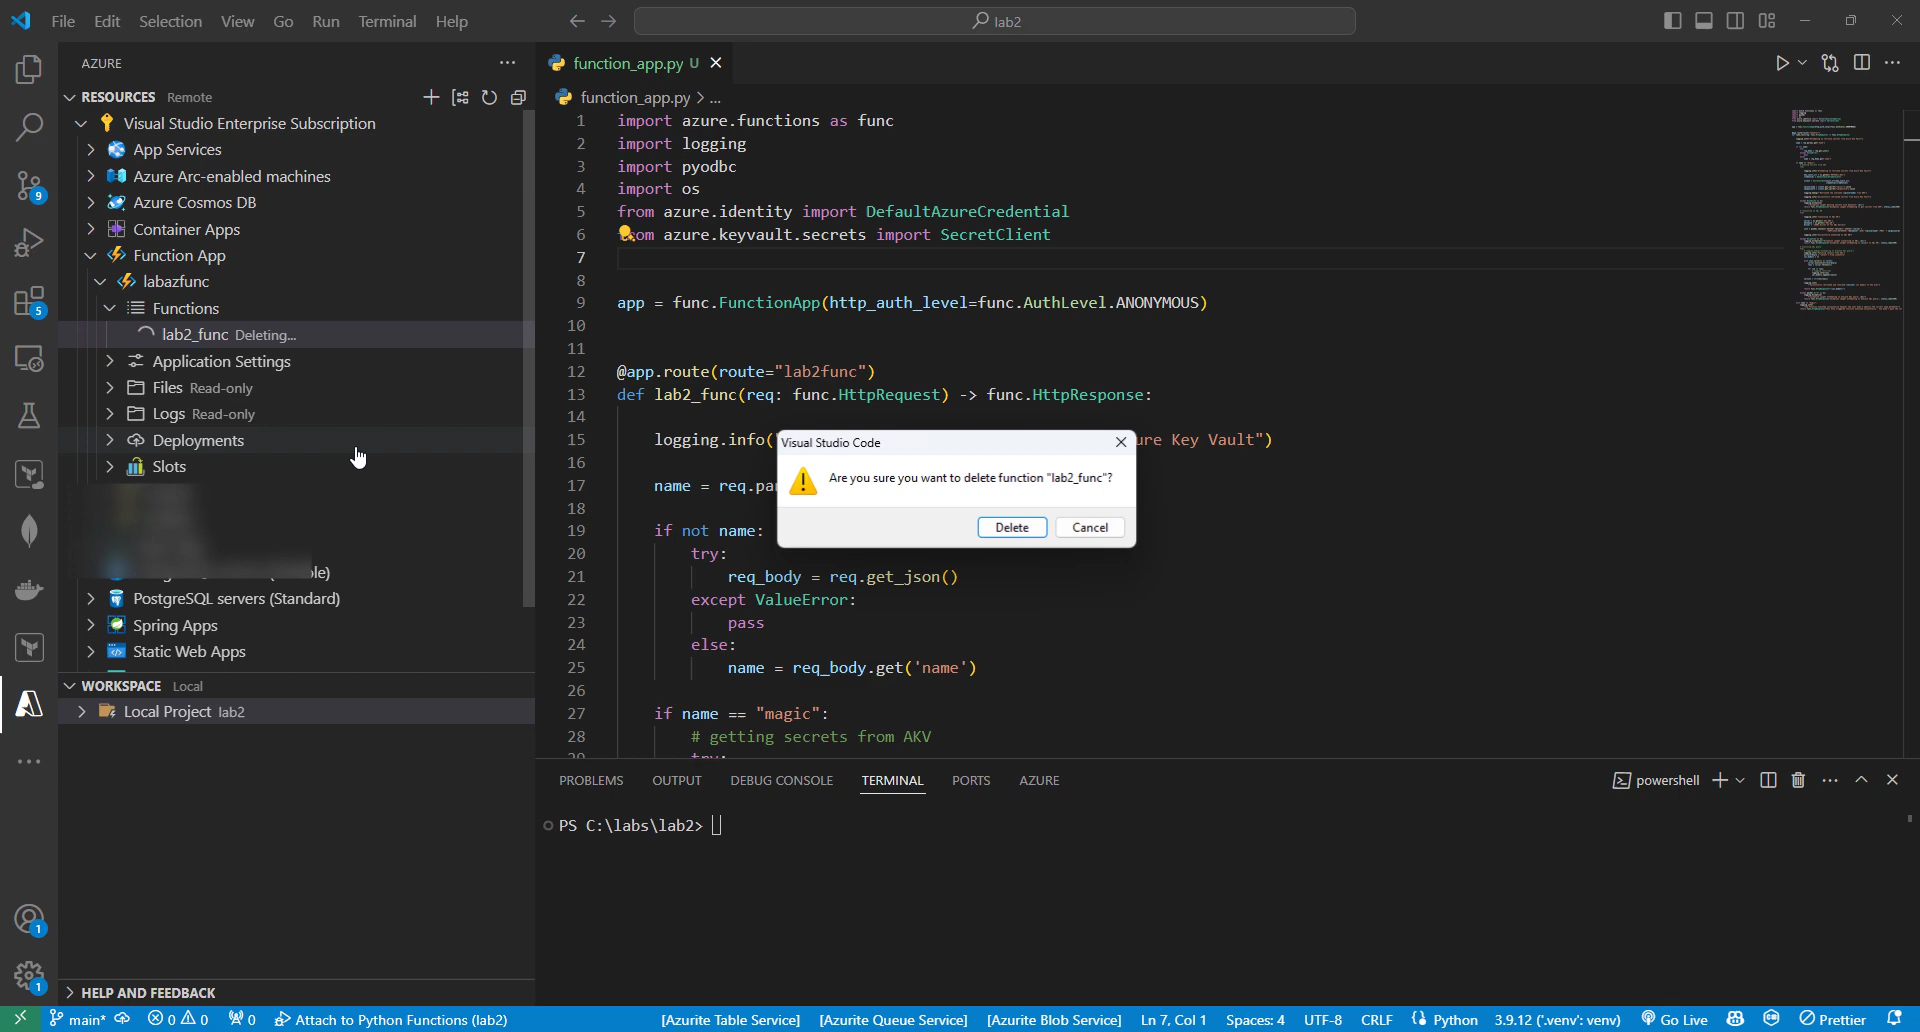 File Edit Selection View Go Run Terminal Help
lab2
AZURE
RESOURCES Remote
Visual Studio Enterprise Subscription
App Services
Azure Arc-enabled machines
Azure Cosmos DB
Container Apps
Function App
labazfunc
Functions
lab2_func Deleting...
Application Settings
Files Read-only
Logs Read-only
Deployments
Slots
PostgreSQL servers (Standard)
Spring Apps
Static Web Apps
WORKSPACE Local
Local Project lab2
HELP AND FEEDBACK
9
5
1
1
function_app.py U
function_app.py > ...
1 import azure.functions as func
2 import logging
3 import pyodbc
4 import os
5 from azure.identity import DefaultAzureCredential
6 from azure.keyvault.secrets import SecretClient
7
8
9 app = func.FunctionApp(http_auth_level=func.AuthLevel.ANONYMOUS)
10
11
12 @app.route(route="lab2func")
13 def lab2_func(req: func.HttpRequest) -> func.HttpResponse:
14
15 logging.info( ure Key Vault")
16
17 name = req.pa
18
19 if not name:
20 try:
21 req_body = req.get_json()
22 except ValueError:
23 pass
24 else:
25 name = req_body.get('name')
26
27 if name == "magic":
28 # getting secrets from AKV
29 try:
Visual Studio Code
Are you sure you want to delete function "lab2_func"?
Delete Cancel
PROBLEMS OUTPUT DEBUG CONSOLE TERMINAL PORTS AZURE
powershell
PS C:\labs\lab2>
main* 0 0 0 Attach to Python Functions (lab2) [Azurite Table Service] [Azurite Queue Service] [Azurite Blob Service] Ln 7, Col 1 Spaces: 4 UTF-8 CRLF Python 3.9.12 ('.venv': venv) Go Live Prettier